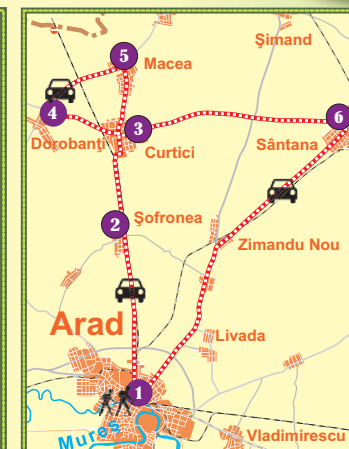 Şimand
5
Macea
4
3
6
Dorobanţi
Curtici
Sântana
2
Şofronea
Zimandu Nou
Arad
Livada
1
Mureş
Vladimirescu